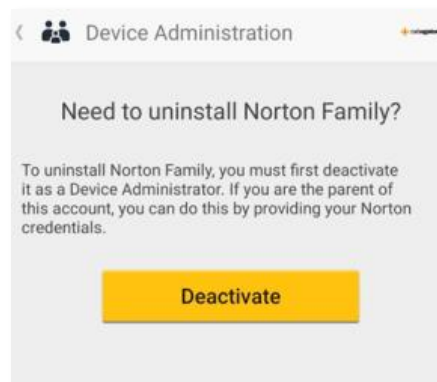 Device Administration
Need to uninstall Norton Family?
To uninstall Norton Family, you must first deactivate
it as a Device Administrator. If you are the parent of
this account, you can do this by providing your Norton
credentials.
Deactivate